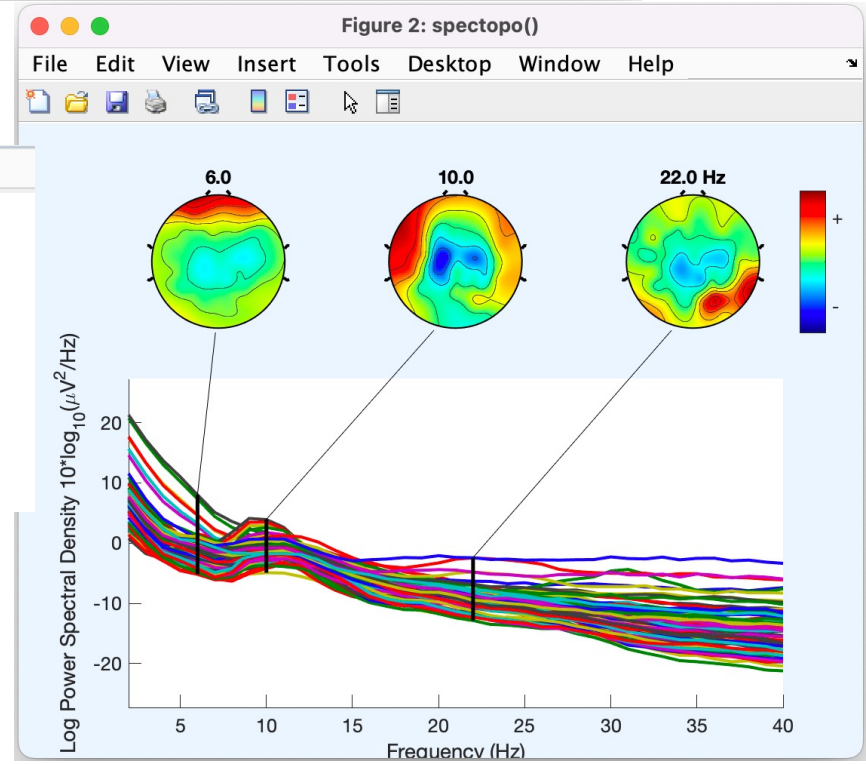 Figure 2: spectopo()
File Edit View Insert Tools Desktop Window Help
6.0 10.0 22.0 Hz
+
-
Log Power Spectral Density 10*log10(μV2/Hz)
20
10
0
-10
-20
5 10 15 20 25 30 35 40
Frequency (Hz)